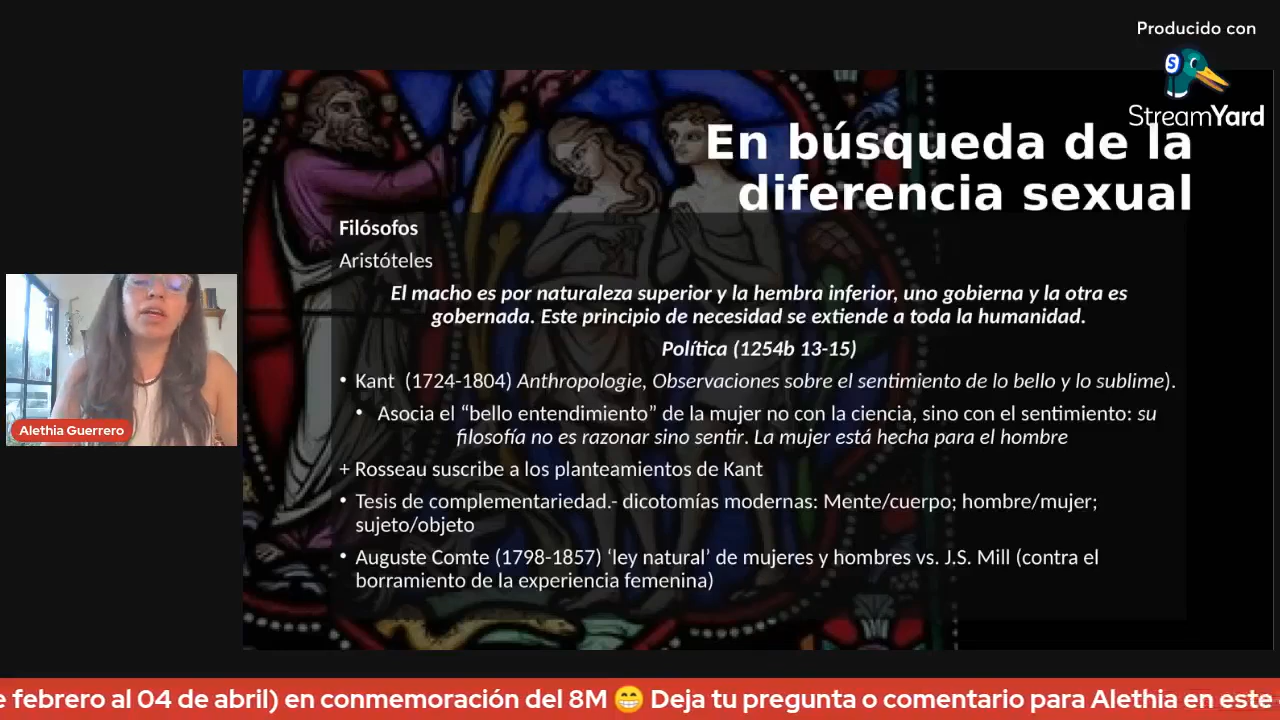 Producido con
StreamYard
En búsqueda de la
diferencia sexual
Filósofos
Aristóteles
El macho es por naturaleza superior y la hembra inferior, uno gobierna y la otra es
gobernada. Este principio de necesidad se extiende a toda la humanidad.
Política (1254b 13-15)
• Kant (1724-1804) Anthropologie, Observaciones sobre el sentimiento de lo bello y lo sublime).
• Asocia el “bello entendimiento” de la mujer no con la ciencia, sino con el sentimiento: su
filosofía no es razonar sino sentir. La mujer está hecha para el hombre
+ Rosseau suscribe a los planteamientos de Kant
• Tesis de complementariedad.- dicotomías modernas: Mente/cuerpo; hombre/mujer;
sujeto/objeto
• Auguste Comte (1798-1857) ‘ley natural’ de mujeres y hombres vs. J.S. Mill (contra el
borramiento de la experiencia femenina)
Alethia Guerrero
e febrero al 04 de abril) en conmemoración del 8M 😁 Deja tu pregunta o comentario para Alethia en este